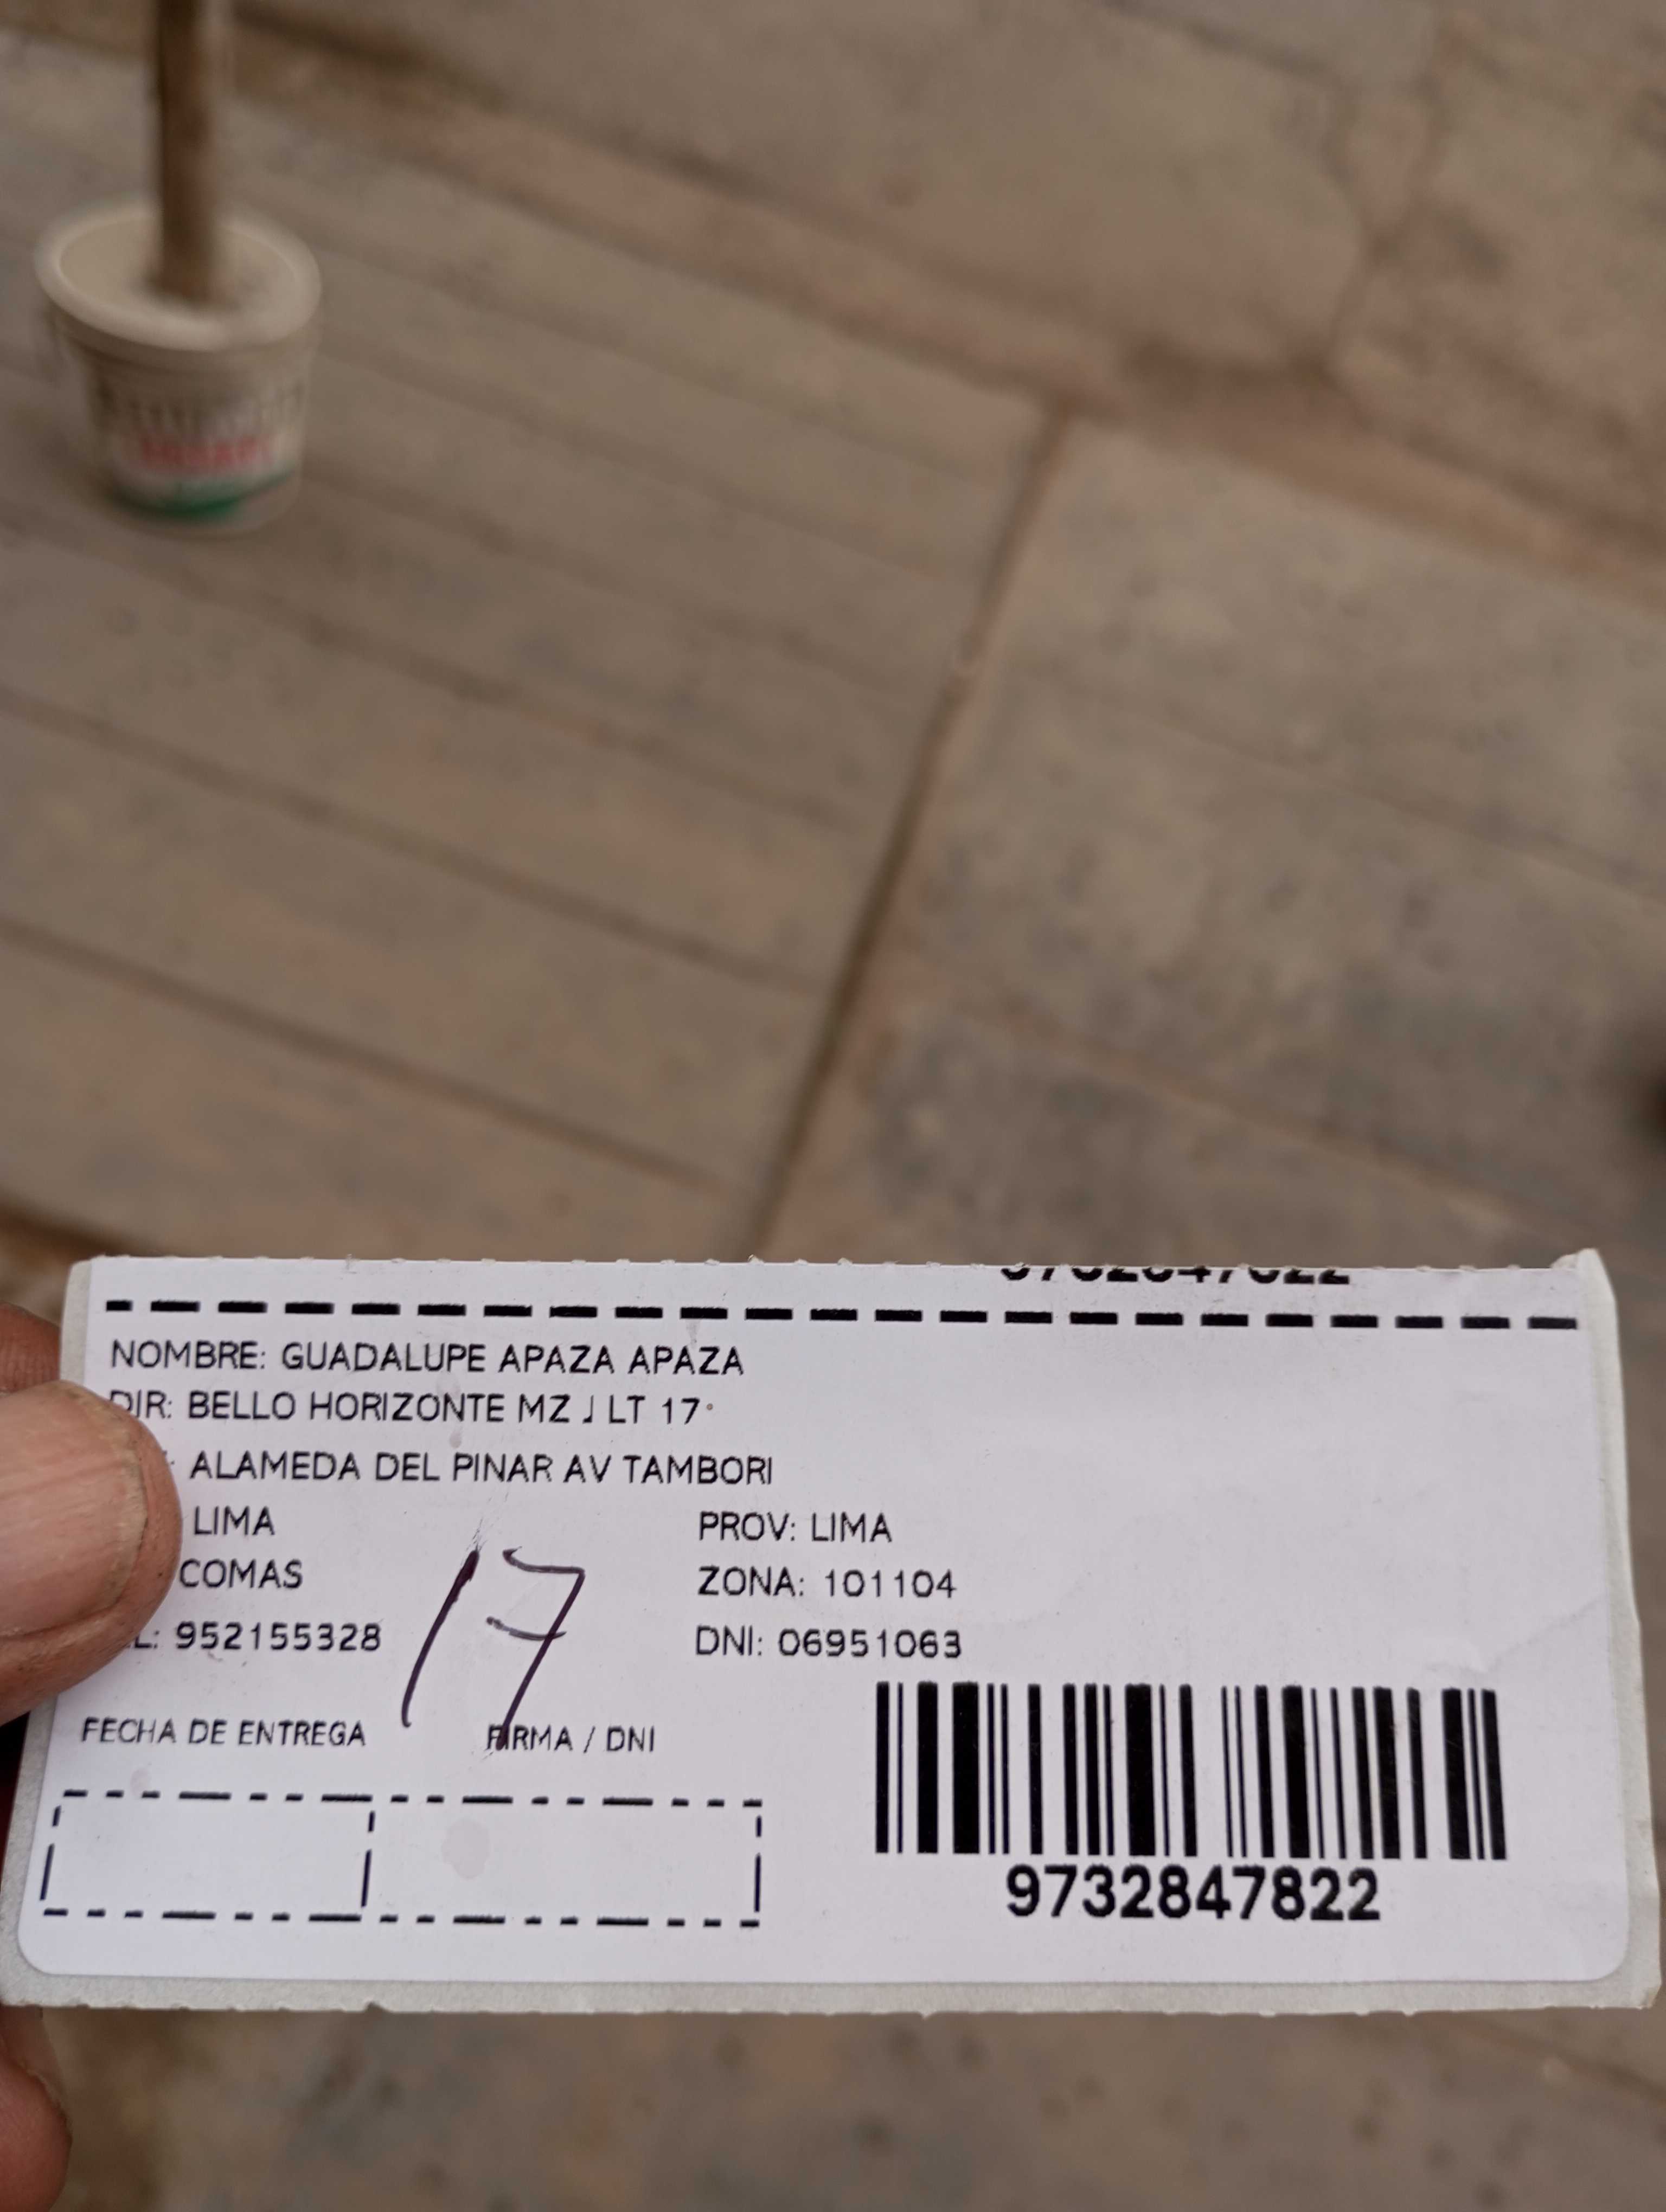 NOMBRE: GUADALUPE APAZA APAZA
DIR: BELLO HORIZONTE MZ J LT 17
ALAMEDA DEL PINAR AV TAMBORI
LIMA PROV: LIMA
COMAS ZONA: 101104
L: 952155328 DNI: 06951063
17
FECHA DE ENTREGA FIRMA / DNI
9732847822